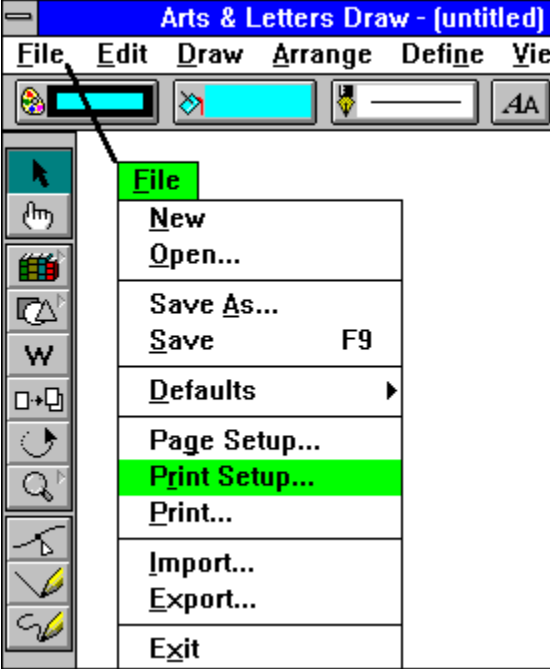 Arts & Letters Draw - (untitled)
File Edit Draw Arrange Define Vie
AA
File
New
Open...
Save As...
Save F9
Defaults
Page Setup...
Print Setup...
Print...
Import...
Export...
Exit
W